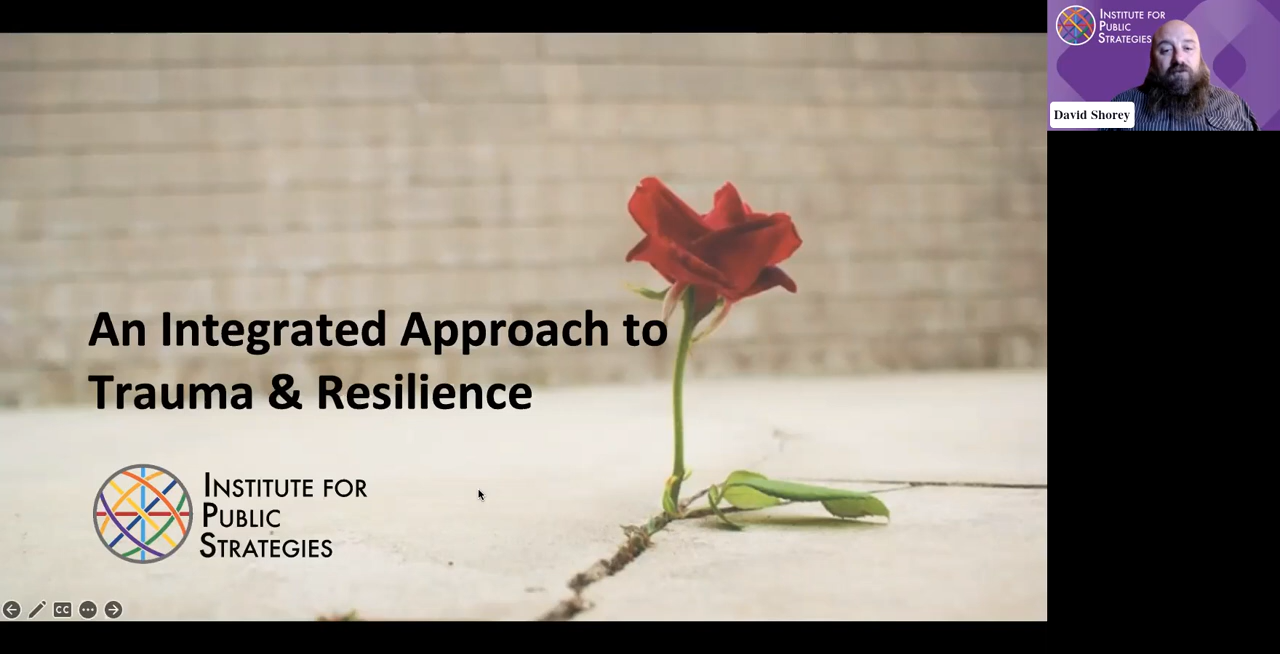 An Integrated Approach to
Trauma & Resilience
INSTITUTE FOR
PUBLIC
STRATEGIES
CC
INSTITUTE FOR
PUBLIC
STRATEGIES
David Shorey